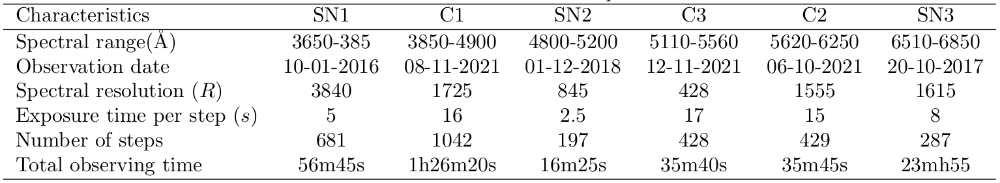 Characteristics SN1 C1 SN2 C3 C2 SN3
Spectral range(Å) 3650-385 3850-4900 4800-5200 5110-5560 5620-6250 6510-6850
Observation date 10-01-2016 08-11-2021 01-12-2018 12-11-2021 06-10-2021 20-10-2017
Spectral resolution (R) 3840 1725 845 428 1555 1615
Exposure time per step (s) 5 16 2.5 17 15 8
Number of steps 681 1042 197 428 429 287
Total observing time 56m45s 1h26m20s 16m25s 35m40s 35m45s 23mh55